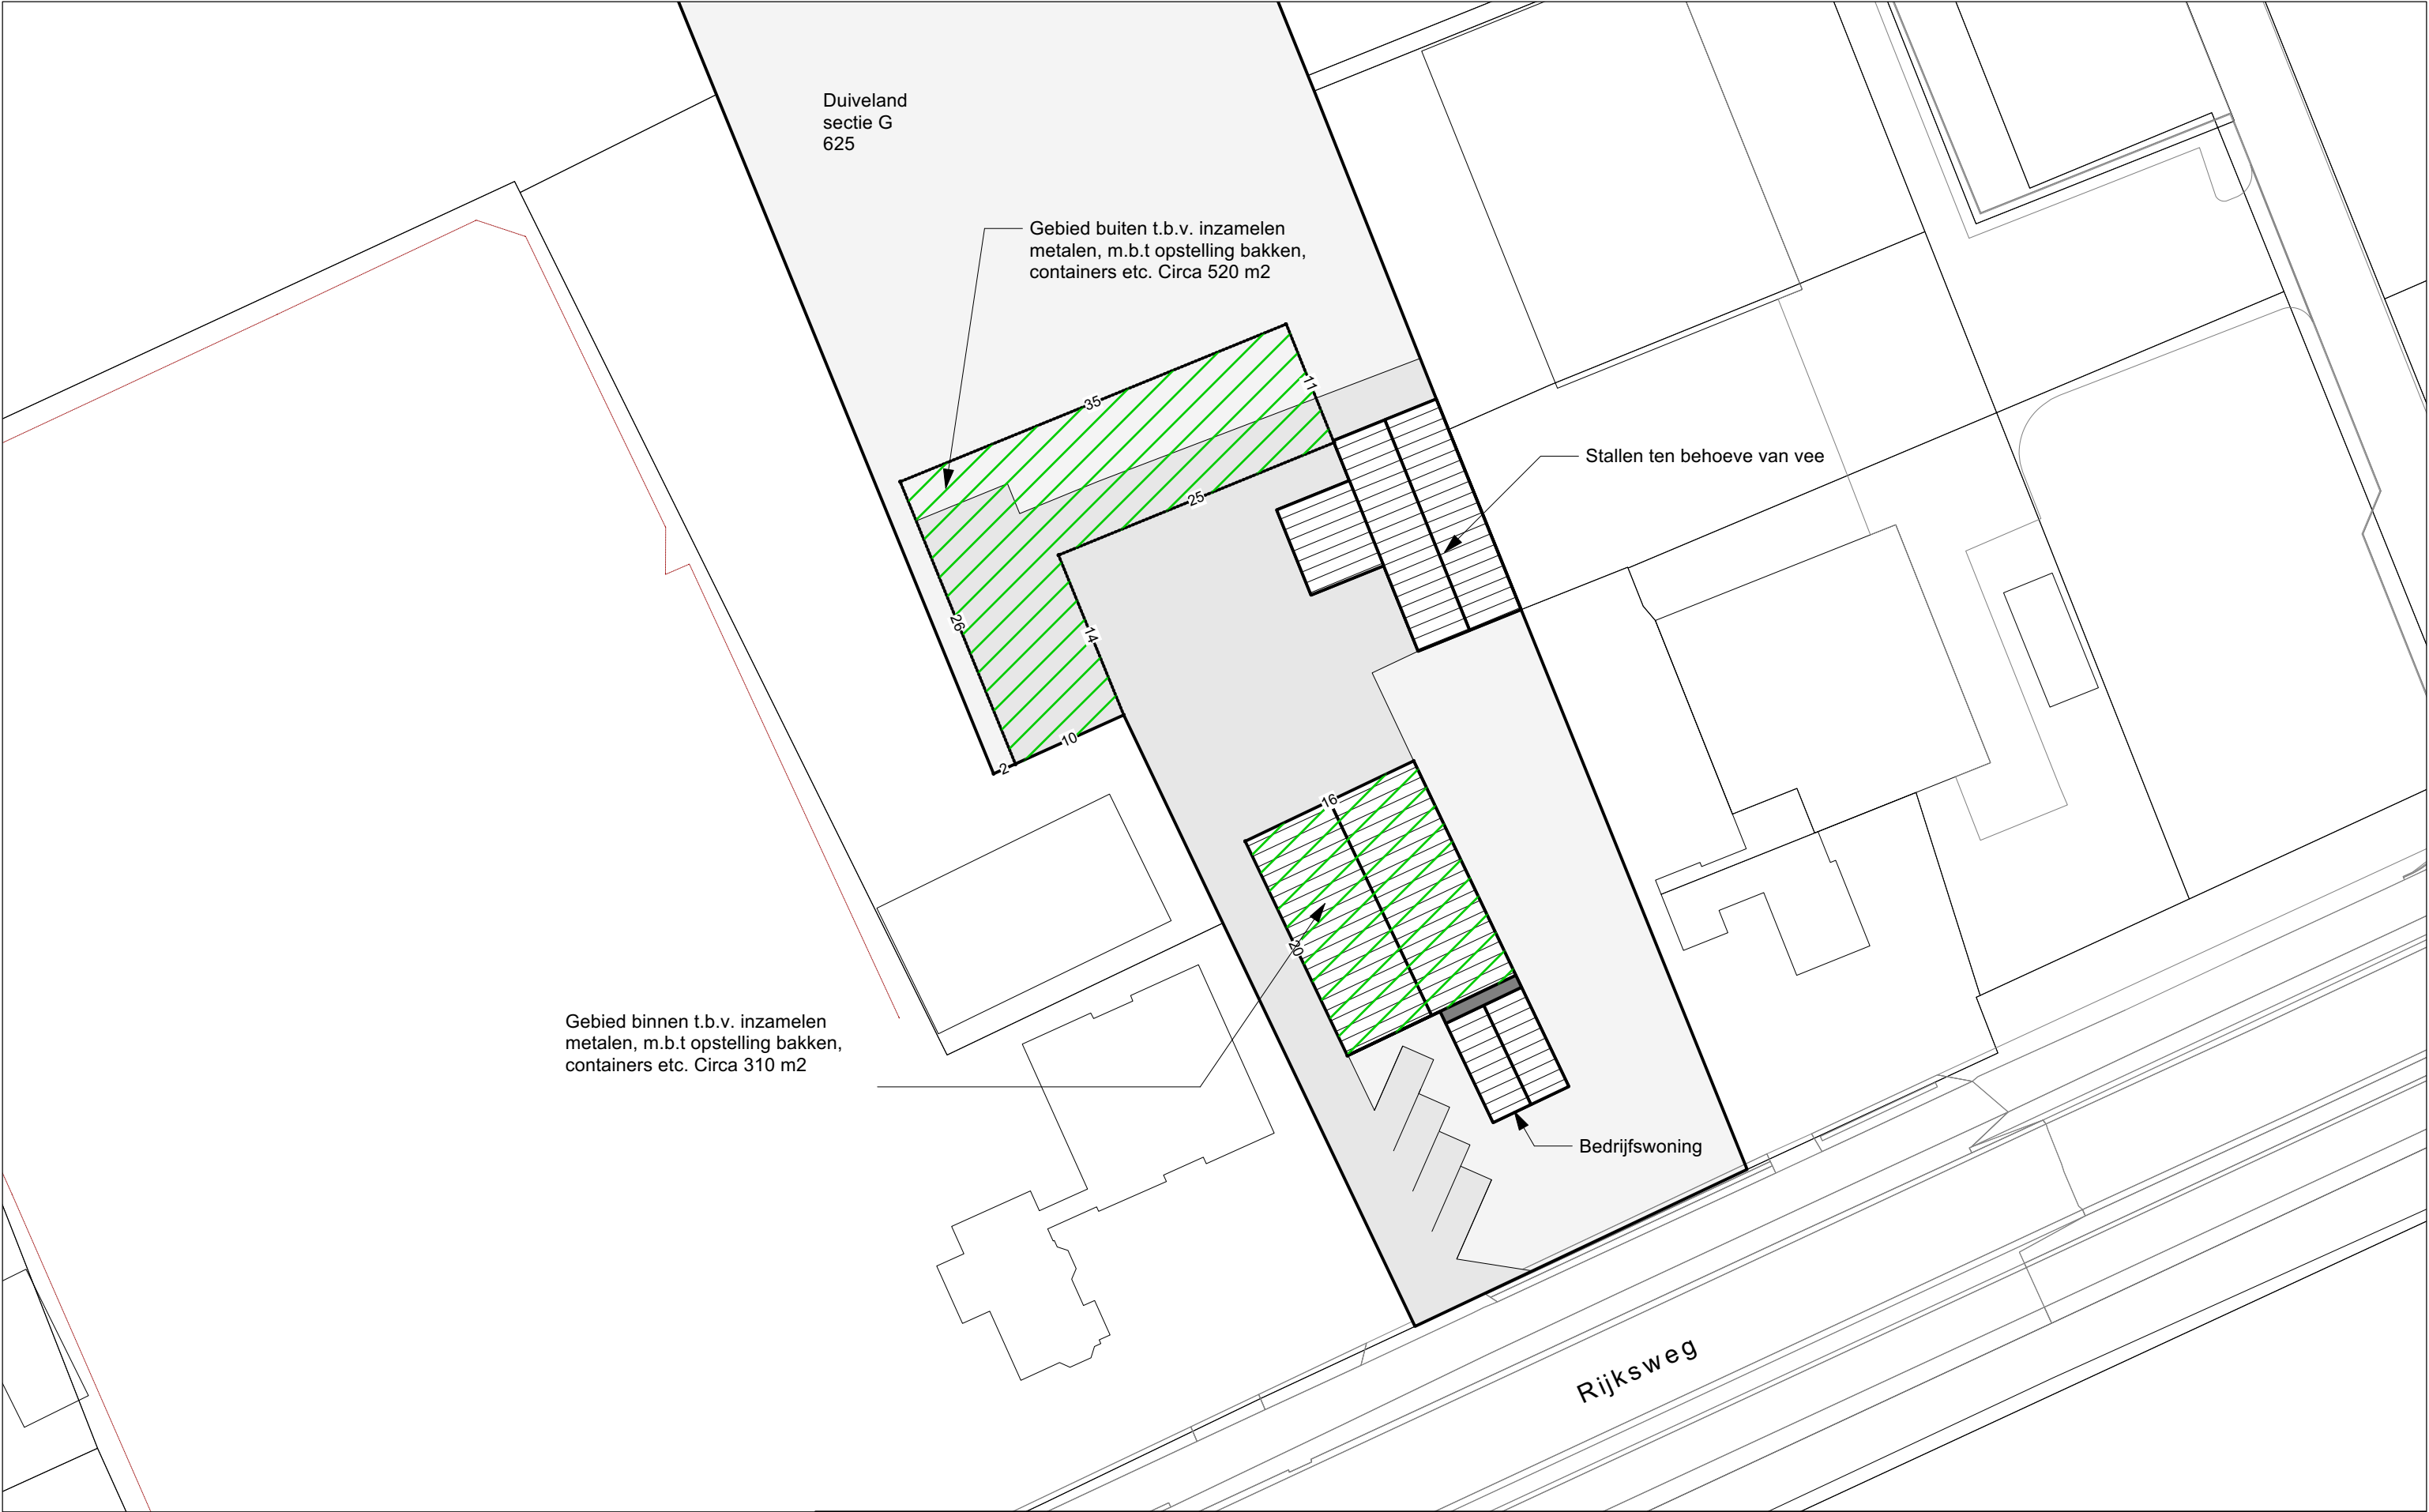 Duiveland
sectie G
625
Gebied buiten t.b.v. inzamelen
metalen, m.b.t opstelling bakken,
containers etc. Circa 520 m2
35
11
Stallen ten behoeve van vee
25
26
14
10
2
16
20
Gebied binnen t.b.v. inzamelen
metalen, m.b.t opstelling bakken,
containers etc. Circa 310 m2
Bedrijfswoning
Rijksweg